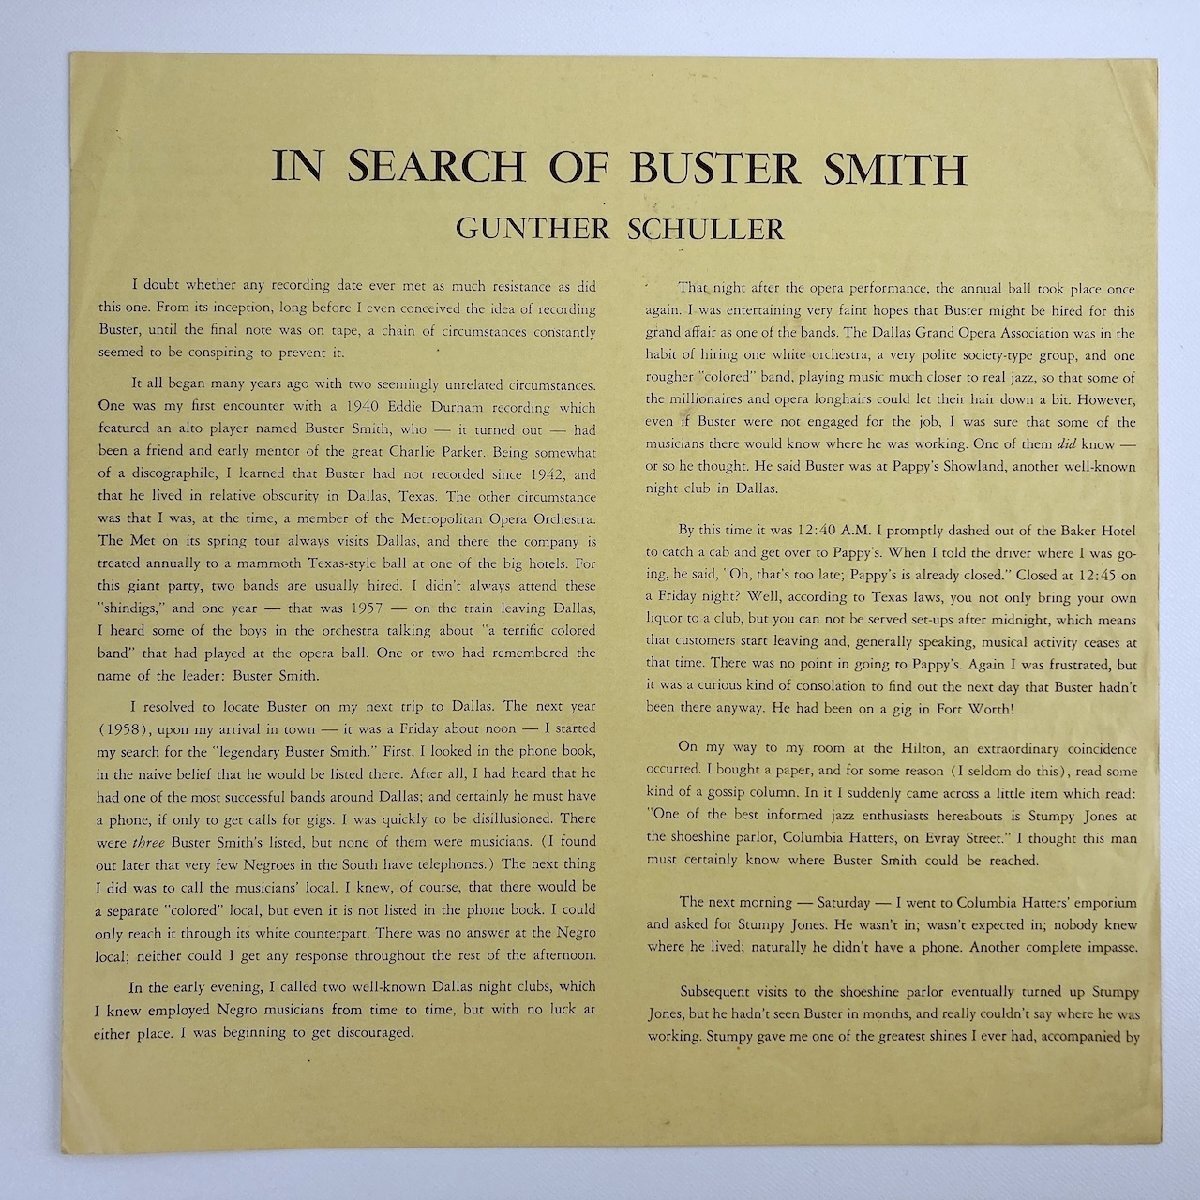 IN SEARCH OF BUSTER SMITH
GUNTHER SCHULLER
I doubt whether any recording date ever met as much resistance as did
this one. From its inception, long before I even conceived the idea of recording
Buster, until the final note was on tape, a chain of circumstances constantly
seemed to be conspiring to prevent it.
It all began many years ago with two seemingly unrelated circumstances.
One was my first encounter with a 1940 Eddie Durham recording which
featured an alto player named Buster Smith, who — it turned out — had
been a friend and early mentor of the great Charlie Parker. Being somewhat
of a discographile, I learned that Buster had not recorded since 1942, and
that he lived in relative obscurity in Dallas, Texas. The other circumstance
was that I was, at the time, a member of the Metropolitan Opera Orchestra.
The Met on its spring tour always visits Dallas, and there the company is
treated annually to a mammoth Texas-style ball at one of the big hotels. For
this giant party, two bands are usually hired. I didn't always attend these
"shindigs," and one year — that was 1957 — on the train leaving Dallas,
I heard some of the boys in the orchestra talking about "a terrific colored
band" that had played at the opera ball. One or two had remembered the
name of the leader: Buster Smith.
I resolved to locate Buster on my next trip to Dallas. The next year
(1958), upon my arrival in town — it was a Friday about noon — I started
my search for the "legendary Buster Smith." First I looked in the phone book,
in the naive belief that he would be listed there. After all, I had heard that he
had one of the most successful bands around Dallas; and certainly he must have
a phone, if only to get calls for gigs. I was quickly to be disillusioned. There
were three Buster Smith's listed, but none of them were musicians. (I found
out later that very few Negroes in the South have telephones.) The next thing
I did was to call the musicians' local. I knew, of course, that there would be
a separate "colored" local, but even it is not listed in the phone book. I could
only reach it through its white counterpart. There was no answer at the Negro
local; neither could I get any response throughout the rest of the afternoon.
In the early evening, I called two well-known Dallas night clubs, which
I knew employed Negro musicians from time to time, but with no luck at
either place. I was beginning to get discouraged.
That night after the opera performance, the annual ball took place once
again. I was entertaining very faint hopes that Buster might be hired for this
grand affair as one of the bands. The Dallas Grand Opera Association was in the
habit of hiring one white orchestra, a very polite society-type group, and one
rougher "colored" band, playing music much closer to real jazz, so that some of
the millionaires and opera longhairs could let their hair down a bit. However,
even if Buster were not engaged for the job, I was sure that some of the
musicians there would know where he was working. One of them did know —
or so he thought. He said Buster was at Pappy's Showland, another well-known
night club in Dallas.
By this time it was 12:40 A.M. I promptly dashed out of the Baker Hotel
to catch a cab and get over to Pappy's. When I told the driver where I was go-
ing, he said, "Oh, that's too late; Pappy's is already closed." Closed at 12:45 on
a Friday night? Well, according to Texas laws, you not only bring your own
liquor to a club, but you can not be served set-ups after midnight, which means
that customers start leaving and, generally speaking, musical activity ceases at
that time. There was no point in going to Pappy's. Again I was frustrated, but
it was a curious kind of consolation to find out the next day that Buster hadn't
been there anyway. He had been on a gig in Fort Worth!
On my way to my room at the Hilton, an extraordinary coincidence
occurred. I bought a paper, and for some reason (I seldom do this), read some
kind of a gossip column. In it I suddenly came across a little item which read:
"One of the best informed jazz enthusiasts hereabouts is Stumpy Jones at
the shoeshine parlor, Columbia Hatters, on Evray Street." I thought this man
must certainly know where Buster Smith could be reached.
The next morning — Saturday — I went to Columbia Hatters' emporium
and asked for Stumpy Jones. He wasn't in; wasn't expected in; nobody knew
where he lived; naturally he didn't have a phone. Another complete impasse.
Subsequent visits to the shoeshine parlor eventually turned up Stumpy
Jones, but he hadn't seen Buster in months, and really couldn't say where he was
working. Stumpy gave me one of the greatest shines I ever had, accompanied by